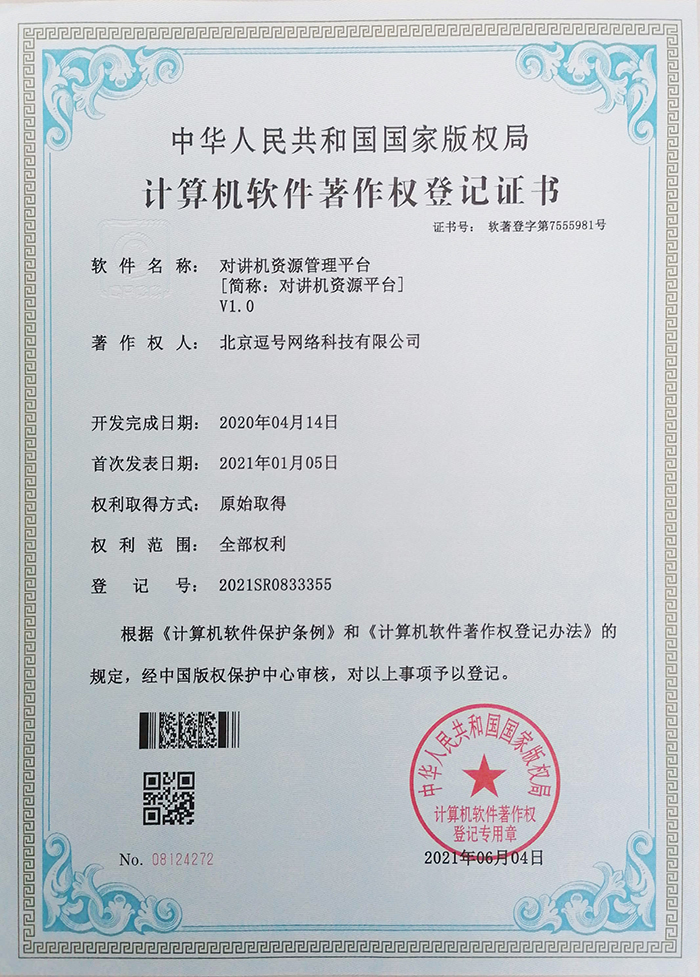 中华人民共和国国家版权局
计算机软件著作权登记证书
证书号： 软著登字第7555981号
软件名称： 对讲机资源管理平台
[简称：对讲机资源平台]
V1.0
著作权人： 北京逗号网络科技有限公司
开发完成日期： 2020年04月14日
首次发表日期： 2021年01月05日
权利取得方式： 原始取得
权利范围： 全部权利
登记号： 2021SR0833355
根据《计算机软件保护条例》和《计算机软件著作权登记办法》的
规定，经中国版权保护中心审核，对以上事项予以登记。
中华人民共和国国家版权局
计算机软件著作权
登记专用章
No. 08124272
2021年06月04日